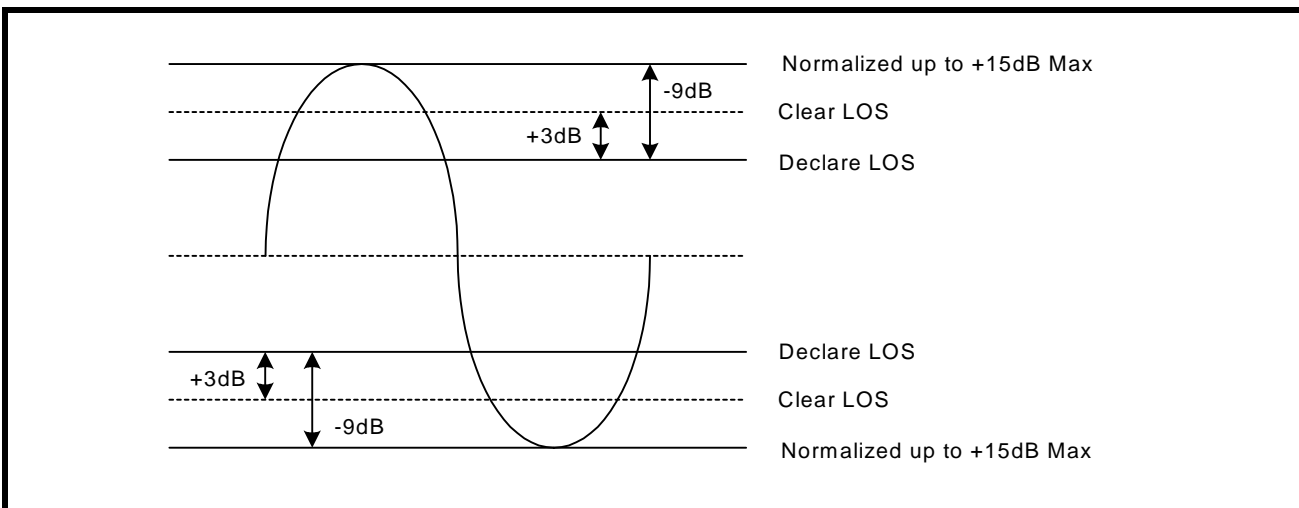 Normalized up to +15dB Max
-9dB
Clear LOS
+3dB
Declare LOS
Declare LOS
+3dB
Clear LOS
-9dB
Normalized up to +15dB Max